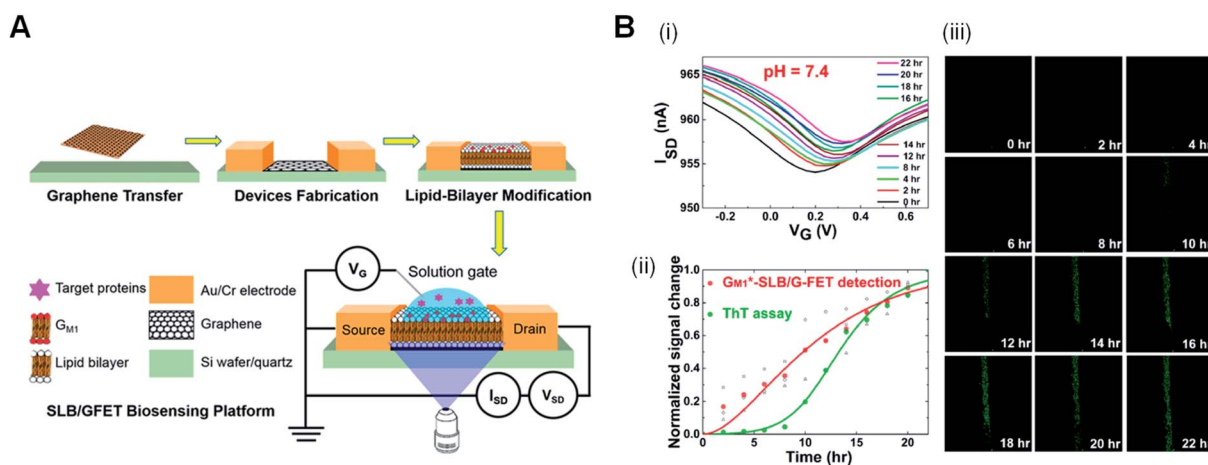 A
Graphene Transfer
Devices Fabrication
Lipid-Bilayer Modification
Target proteins
Au/Cr electrode
GM1
Graphene
Lipid bilayer
Si wafer/quartz
SLB/GFET Biosensing Platform
VG
Solution gate
Source
Drain
ISD
VSD
B
(i)
pH = 7.4
22 hr
20 hr
18 hr
16 hr
14 hr
12 hr
8 hr
4 hr
2 hr
0 hr
965
960
955
950
ISD (nA)
-0.2 0.0 0.2 0.4 0.6
VG (V)
(ii)
GM1*-SLB/G-FET detection
ThT assay
1.0
0.8
0.6
0.4
0.2
0.0
Normalized signal change
0 5 10 15 20
Time (hr)
(iii)
0 hr
2 hr
4 hr
6 hr
8 hr
10 hr
12 hr
14 hr
16 hr
18 hr
20 hr
22 hr